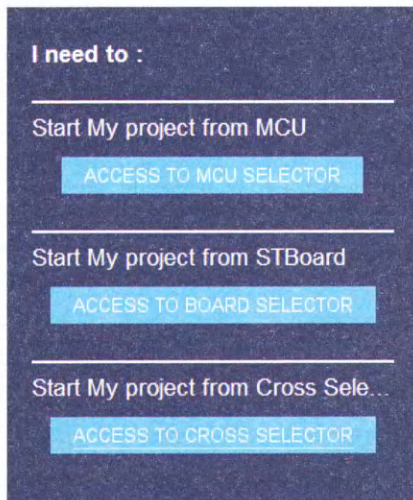 I need to :
Start My project from MCU
ACCESS TO MCU SELECTOR
Start My project from STBoard
ACCESS TO BOARD SELECTOR
Start My project from Cross Sele...
ACCESS TO CROSS SELECTOR